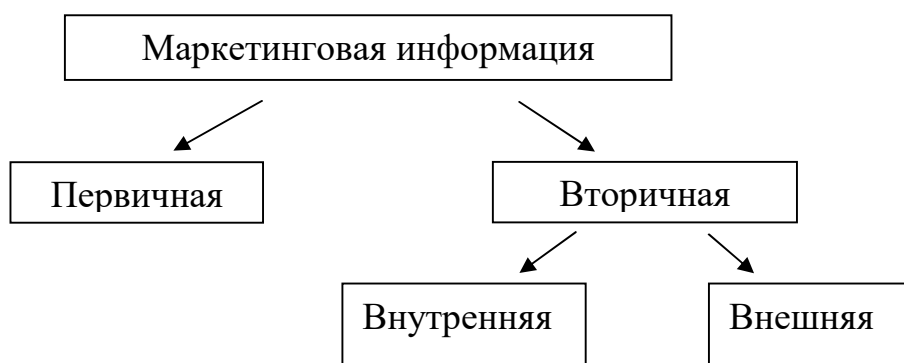 Маркетинговая информация
Первичная
Вторичная
Внутренняя
Внешняя